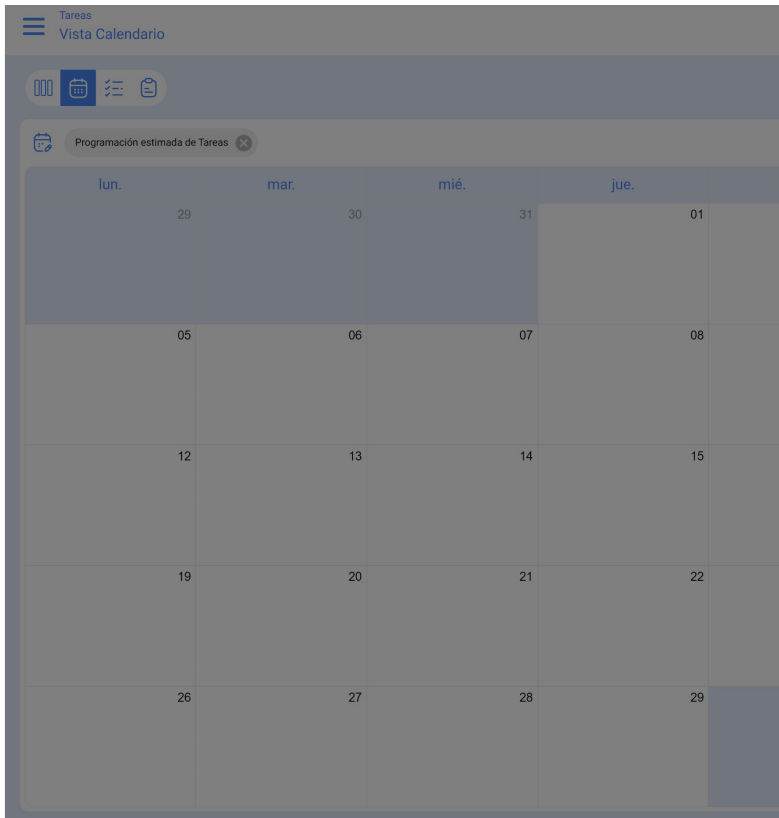 Tareas
Vista Calendario
Programación estimada de Tareas
lun. mar. mié. jue.
29 30 31 01
05 06 07 08
12 13 14 15
19 20 21 22
26 27 28 29